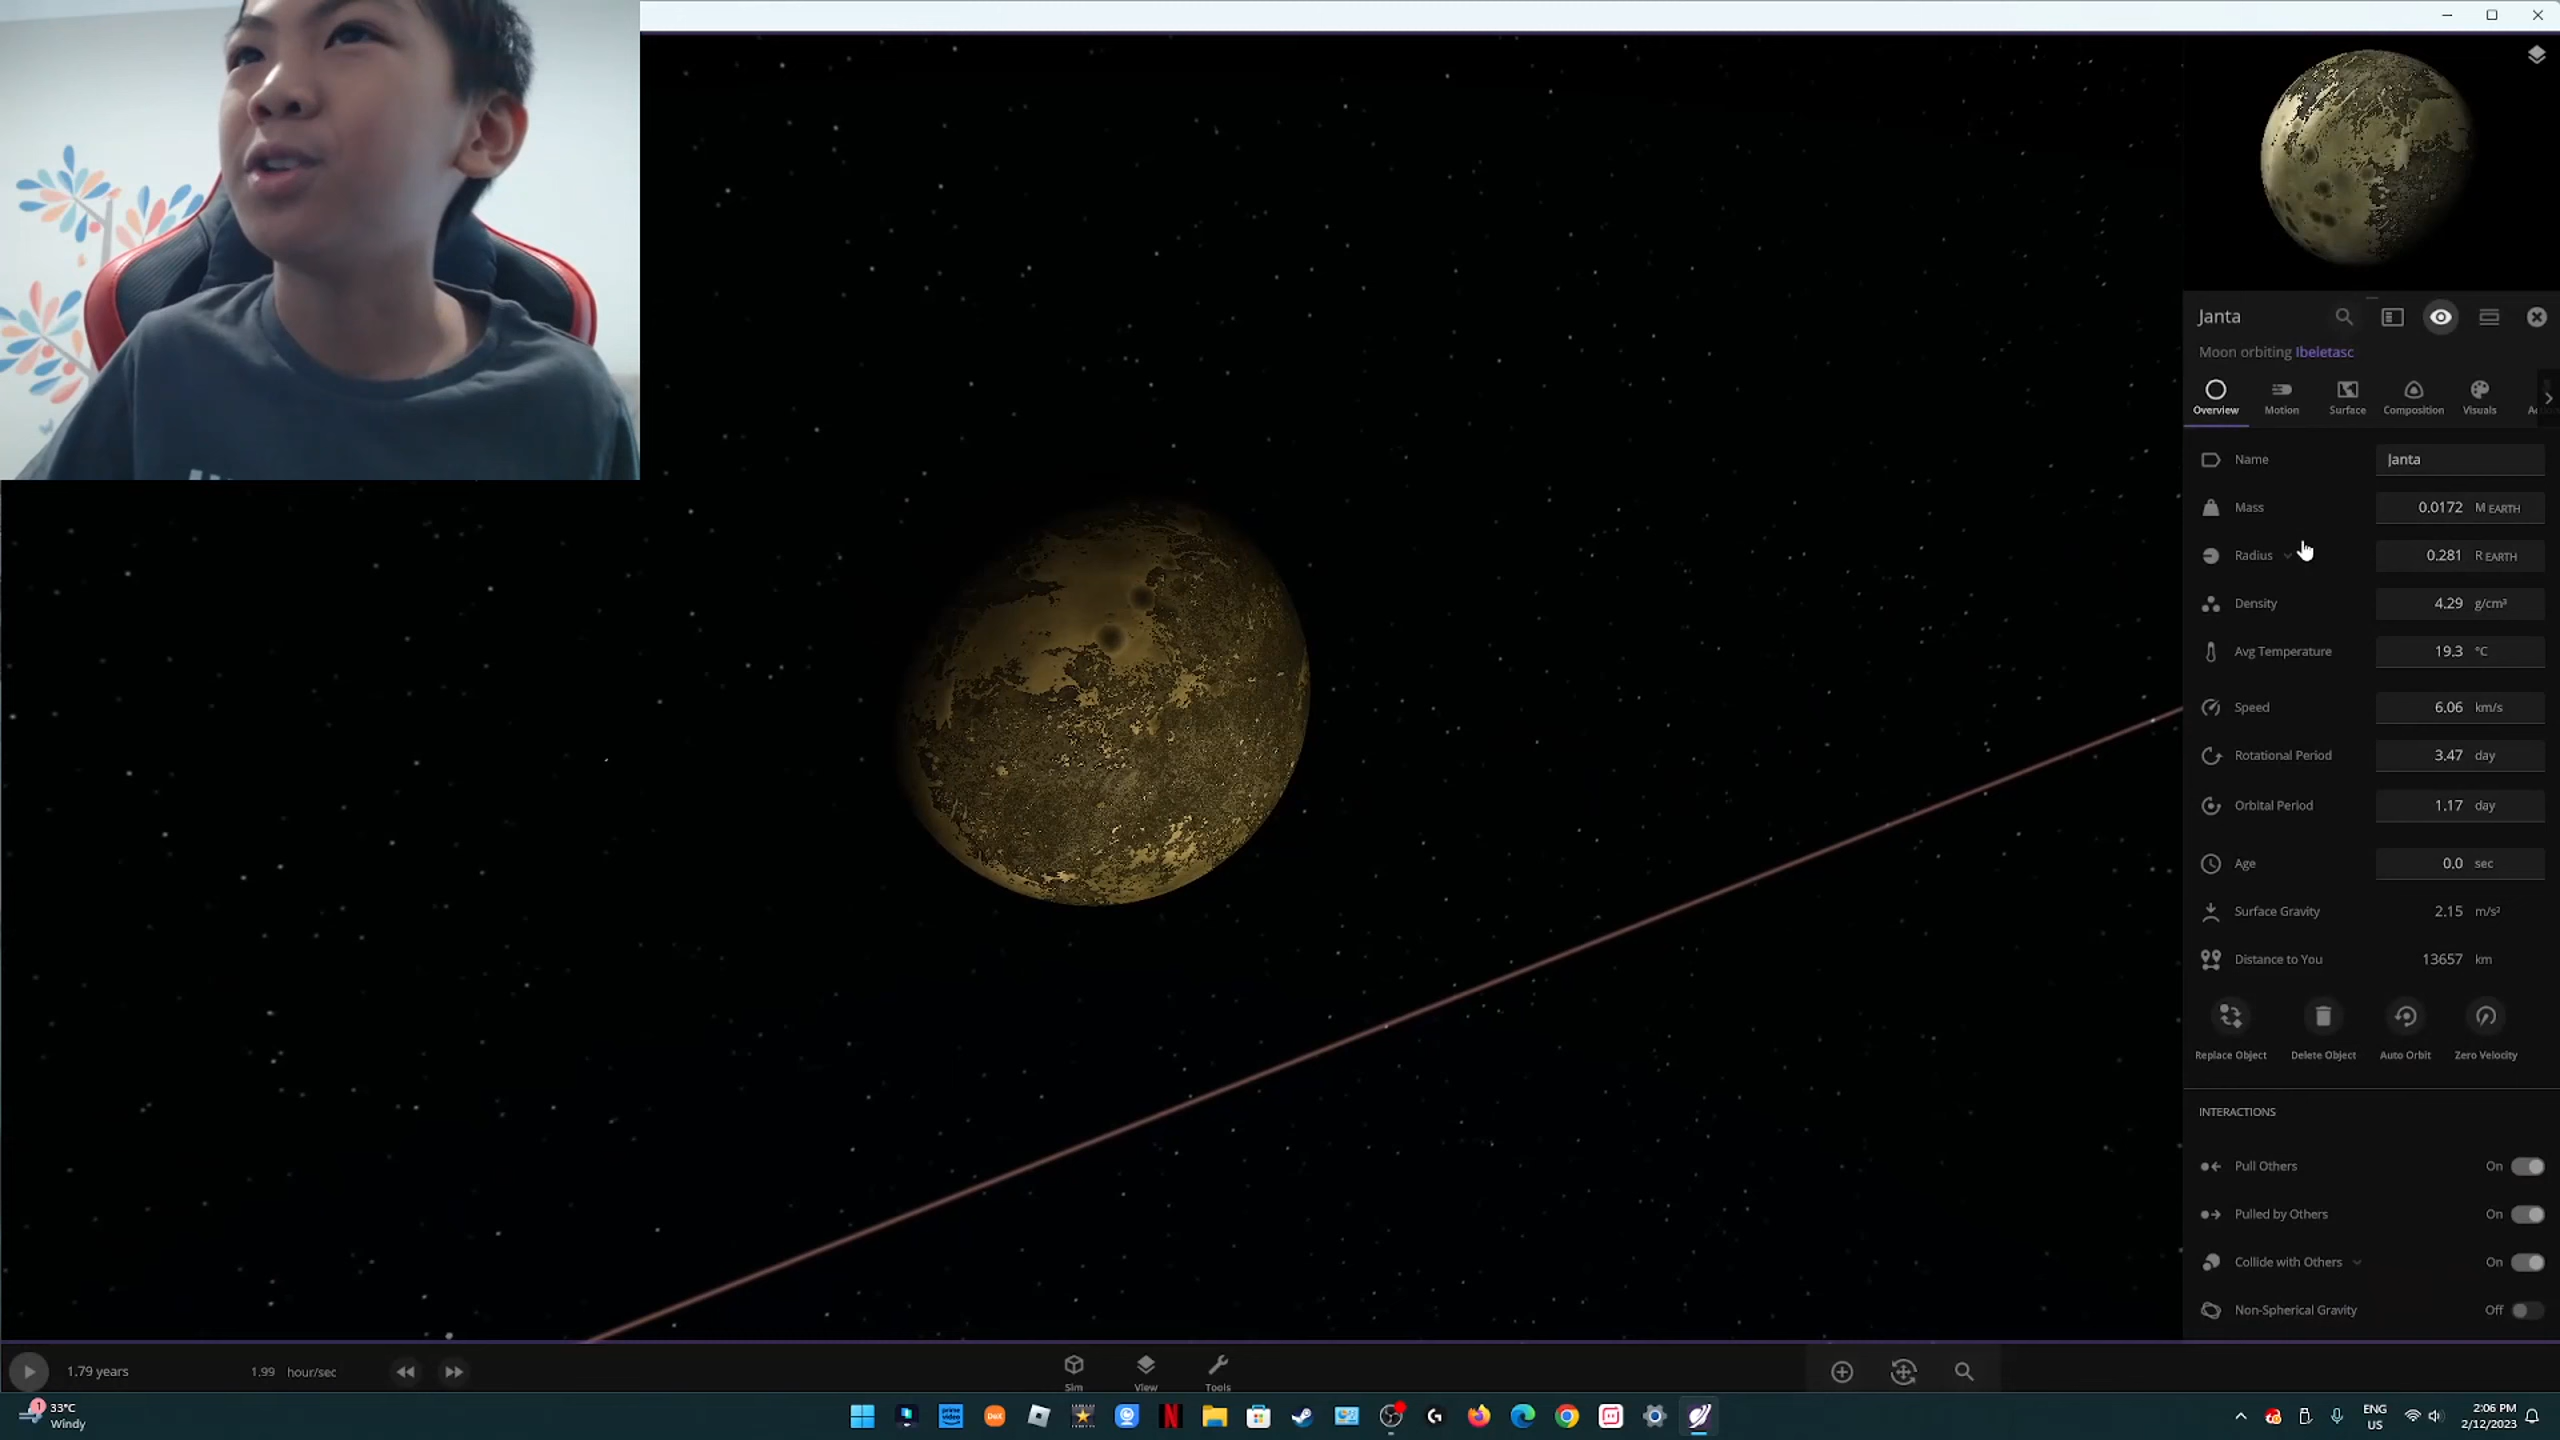 Janta
Moon orbiting Ibeletasc
Overview
Motion
Surface
Composition
Visuals
Name Janta
Mass 0.0172 M EARTH
Radius 0.281 R EARTH
Density 4.29 g/cm³
Avg Temperature 19.3 °C
Speed 6.06 km/s
Rotational Period 3.47 day
Orbital Period 1.17 day
Age 0.0 sec
Surface Gravity 2.15 m/s²
Distance to You 13657 km
Replace Object
Delete Object
Auto Orbit
Zero Velocity
INTERACTIONS
Pull Others On
Pulled by Others On
Collide with Others On
Non-Spherical Gravity Off
1.79 years
1.99 hour/sec
Sim
View
Tools
1
33°C
Windy
prime video
N
G
ENG
US
2:06 PM
2/12/2023